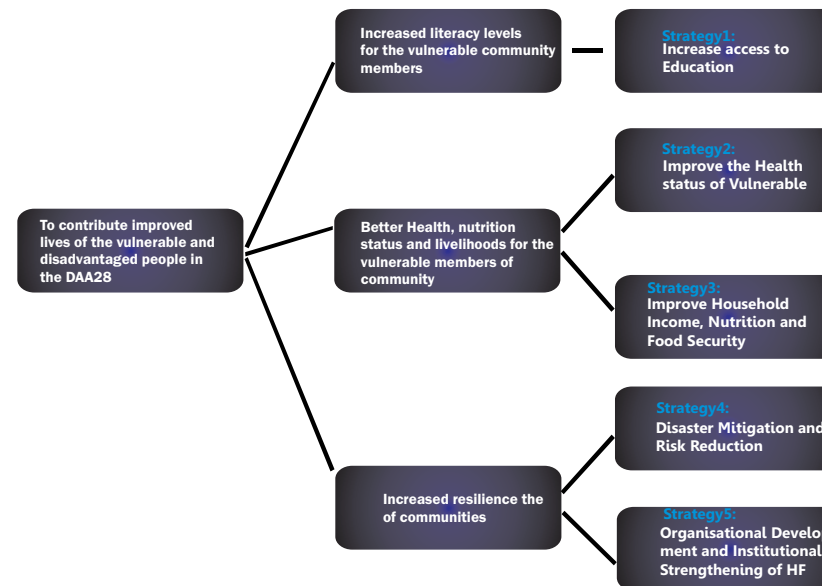 Increased literacy levels
for the vulnerable community
members
Strategy1:
Increase access to
Education
Strategy2:
Improve the Health
status of Vulnerable
To contribute improved
lives of the vulnerable and
disadvantaged people in
the DAA28
Better Health, nutrition
status and livelihoods for the
vulnerable members of
community
Strategy3:
Improve Household
Income, Nutrition and
Food Security
Strategy4:
Disaster Mitigation and
Risk Reduction
Increased resilience the
of communities
Strategy5:
Organisational Develo
ment and Institutional
Strengthening of HF